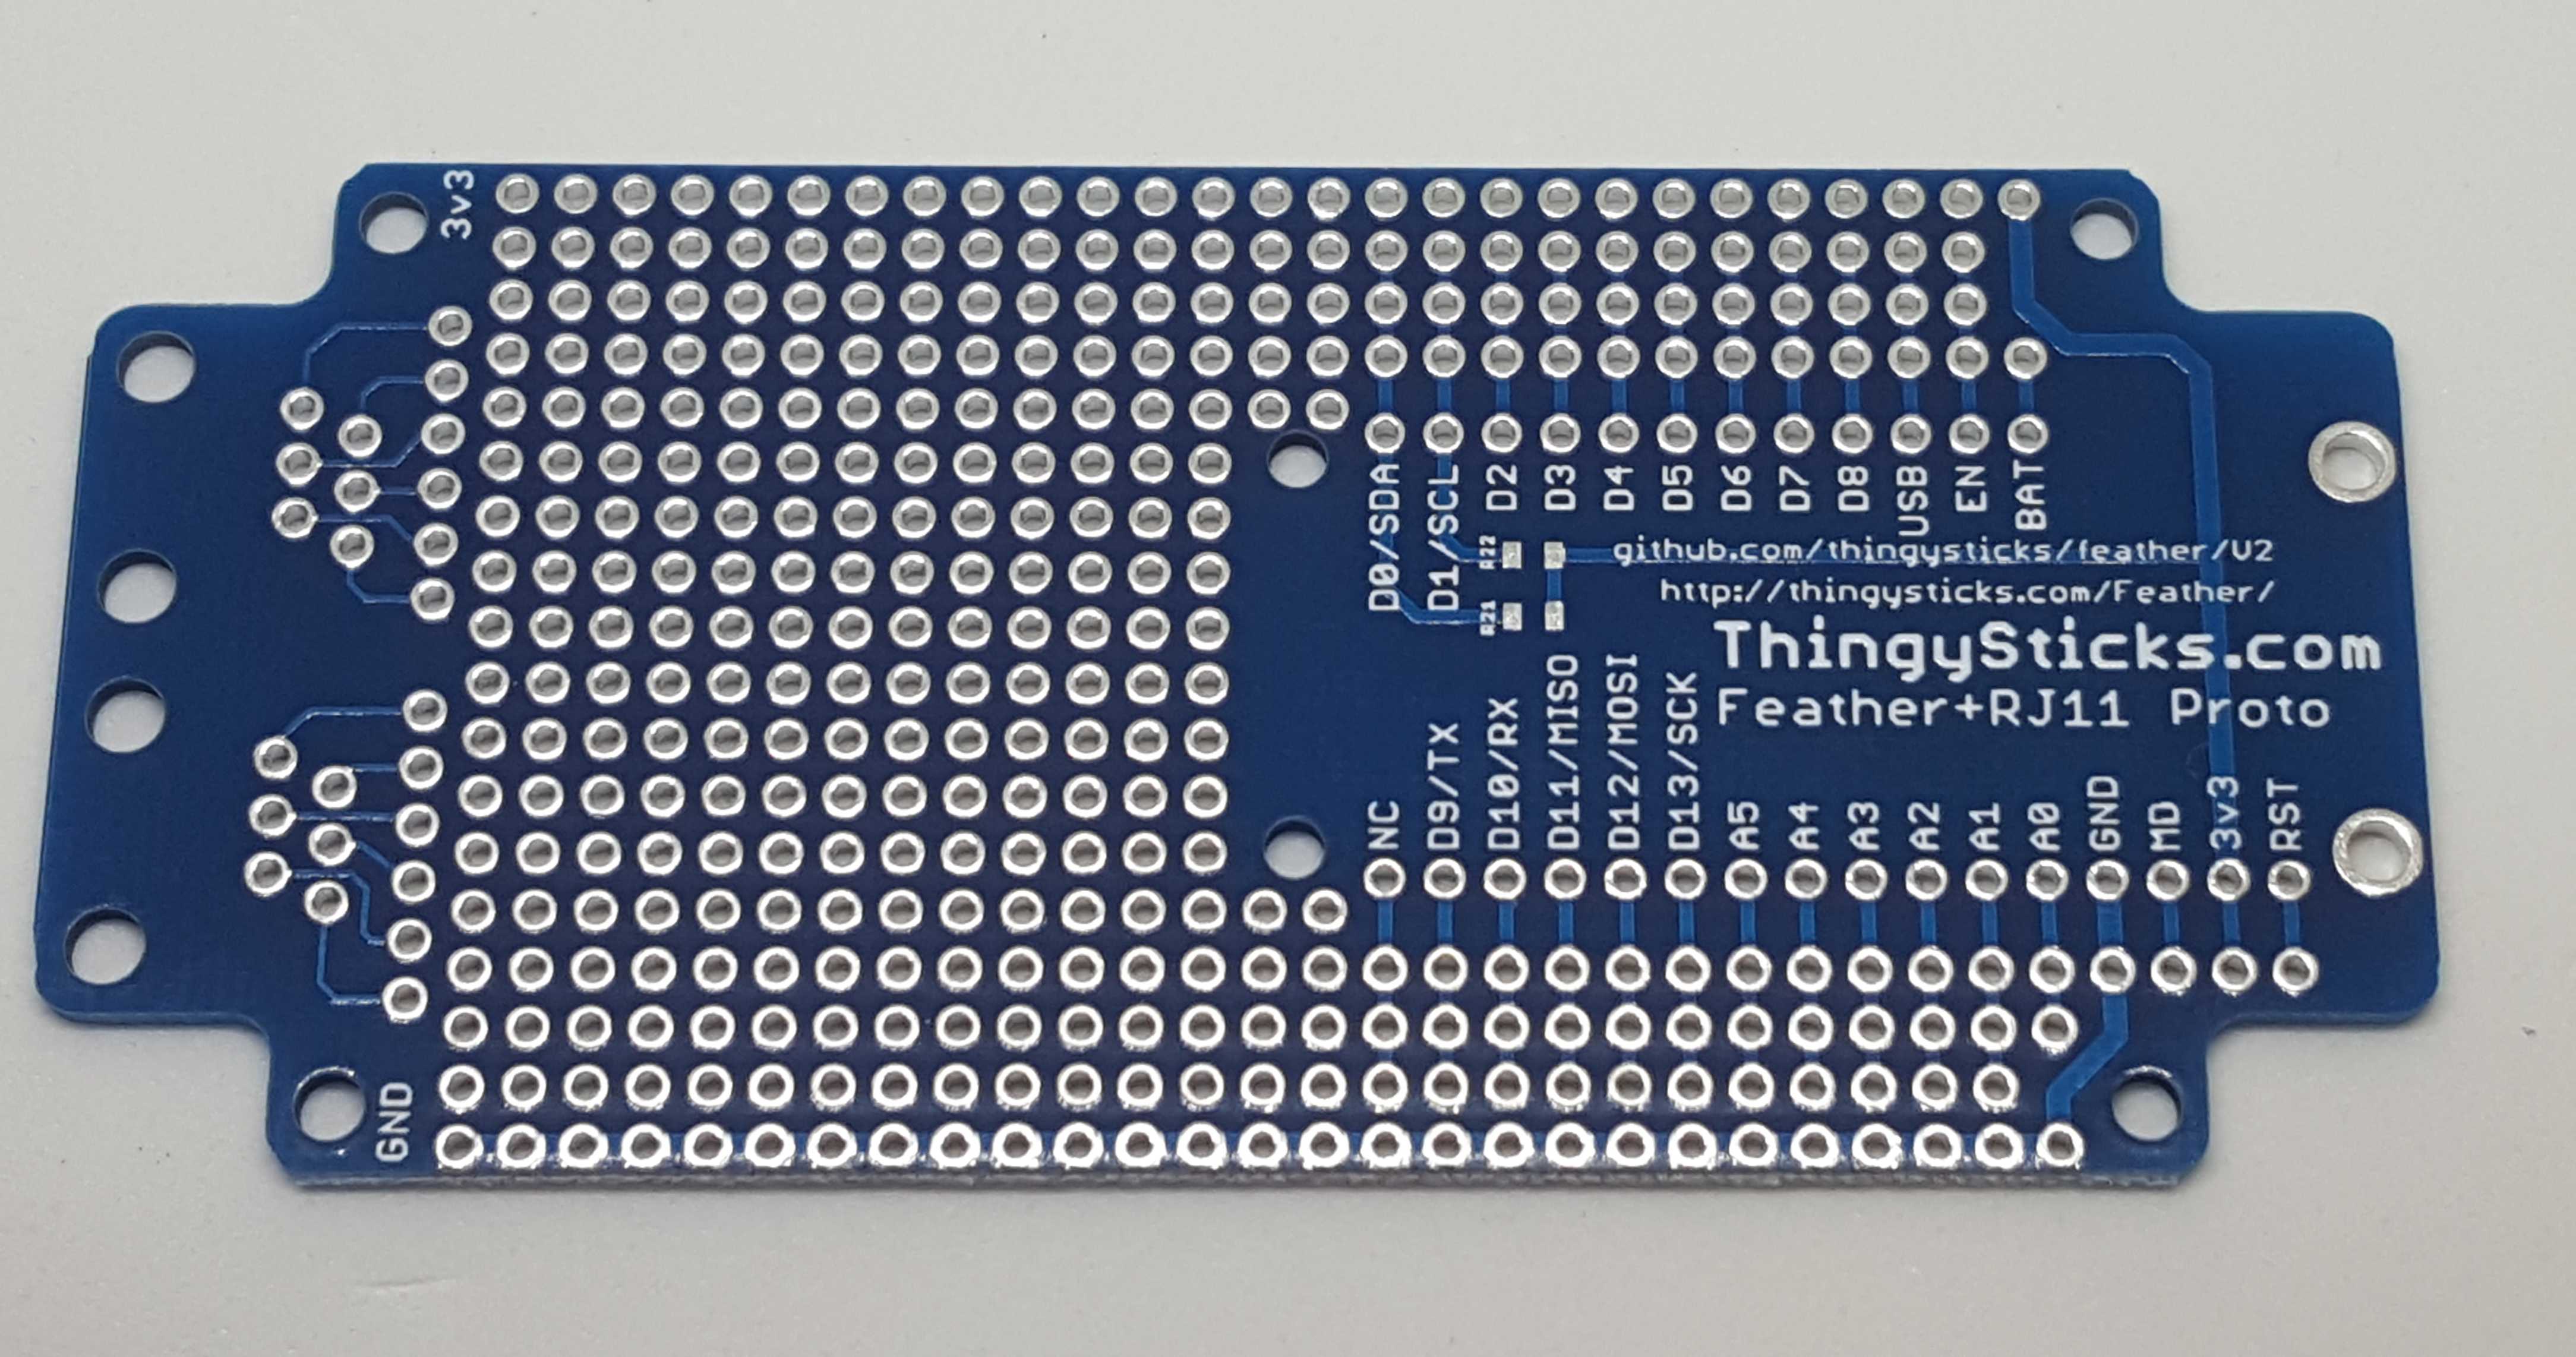 3v3
D0/SDA
D1/SCL
D2
D3
D4
D5
D6
D7
D8
USB
EN
BAT
R22
github.com/thingysticks/feather/V2
http://thingysticks.com/Feather/
R21
ThingySticks.com
Feather+RJ11 Proto
NC
D9/TX
D10/RX
D11/MISO
D12/MOSI
D13/SCK
A5
A4
A3
A2
A1
A0
GND
MD
3v3
RST
GND